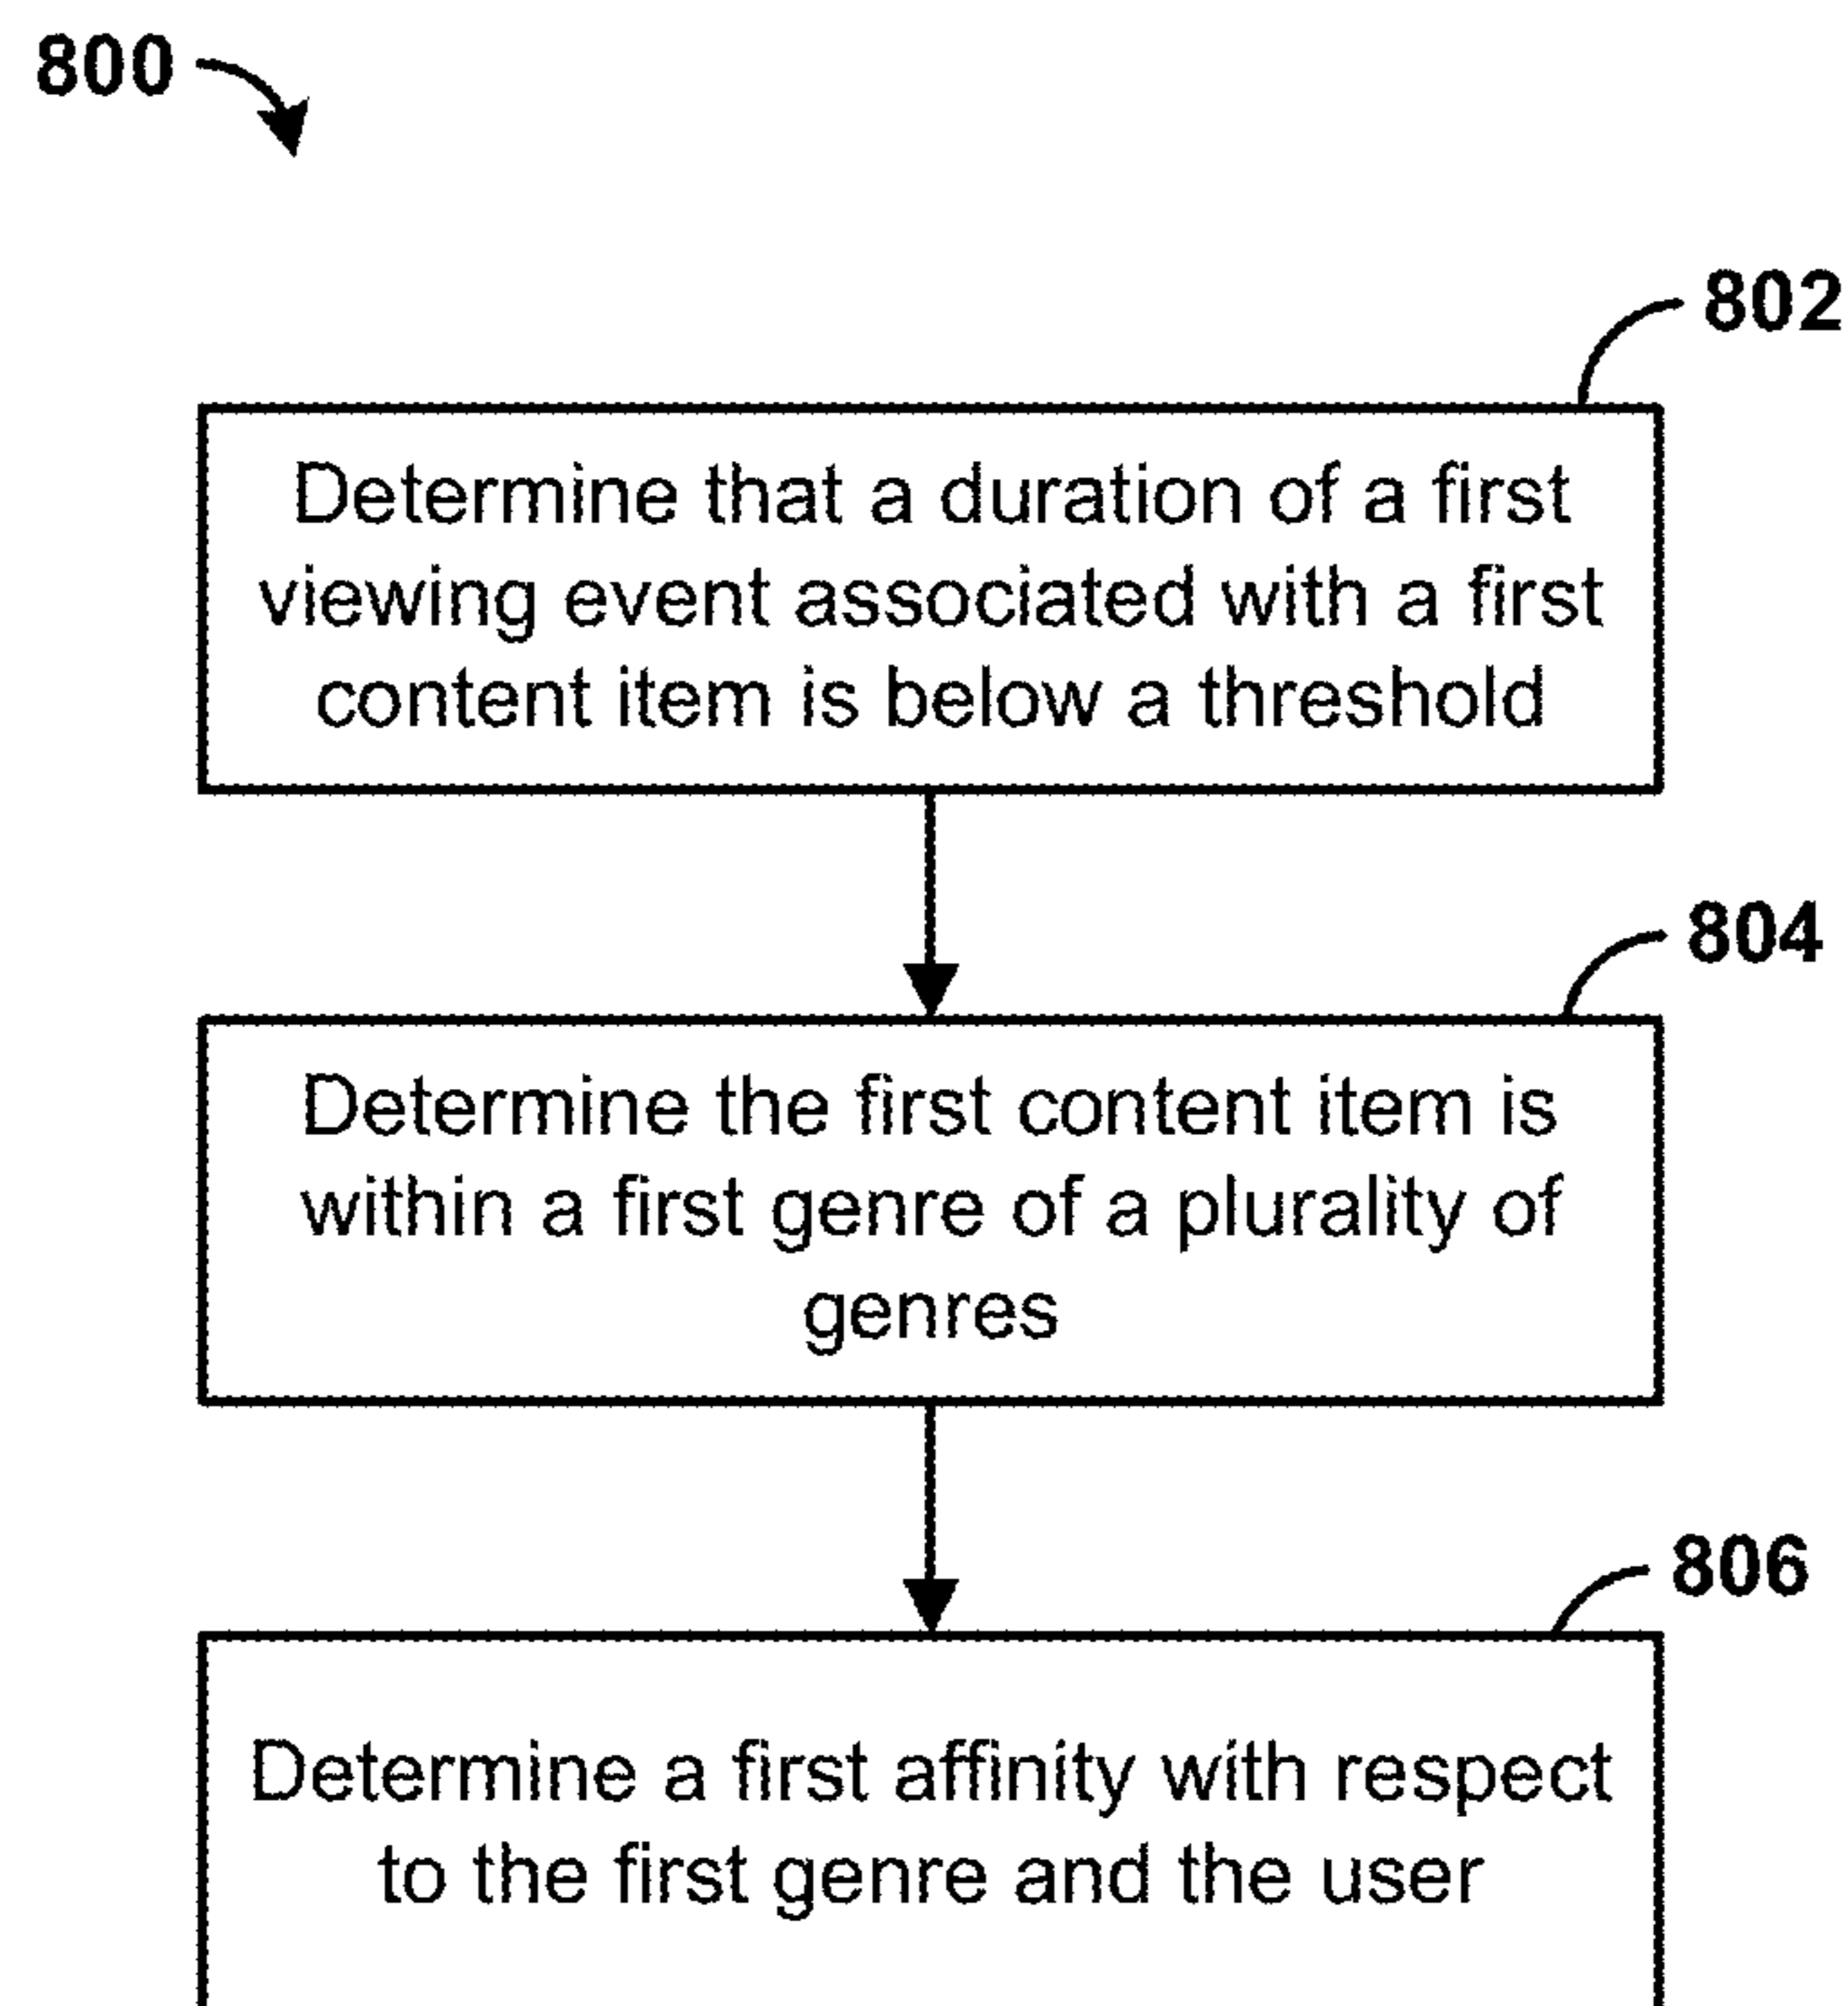 800
802
Determine that a duration of a first
viewing event associated with a first
content item is below a threshold
804
Determine the first content item is
within a first genre of a plurality of
genres
806
Determine a first affinity with respect
to the first genre and the user